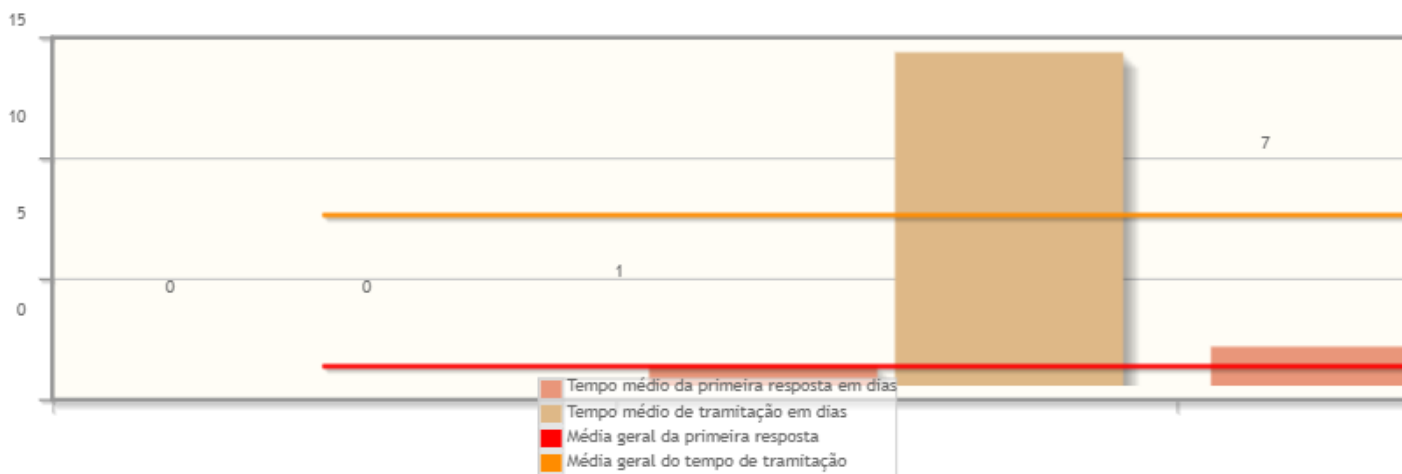 15
10
7
5
1
0 0
0
Tempo médio da primeira resposta em dias
Tempo médio de tramitação em dias
Média geral da primeira resposta
Média geral do tempo de tramitação